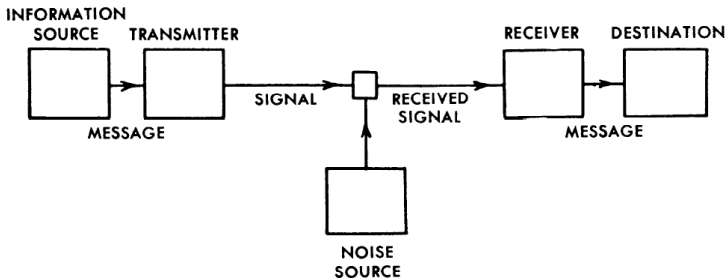 INFORMATION
SOURCE
TRANSMITTER
RECEIVER
DESTINATION
SIGNAL
RECEIVED
SIGNAL
MESSAGE
MESSAGE
NOISE
SOURCE